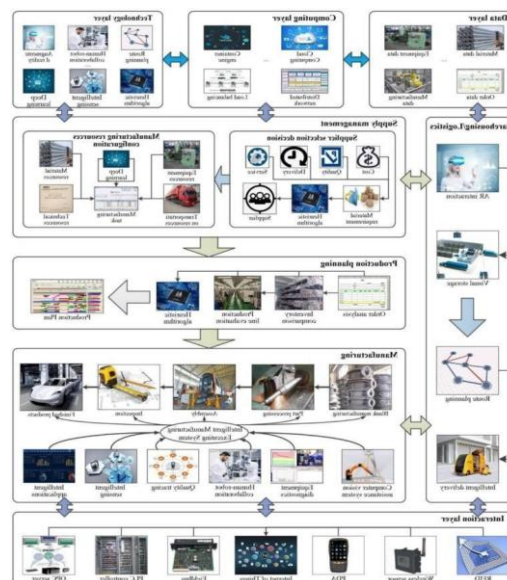 Data layer
Material data
Equipment data
Order data
Manufacturing
data
Computing layer
Cloud
Computing
Container
engine
Distributed
network
Load balancing
Technology layer
Route
planning
Human-robot
collaboration
Augmented
reality
Heuristic
algorithm
Intelligent
sensing
Deep
learning
Warehousing/Logistics
AR interaction
Virtual storage
Route planning
Intelligent delivery
Supply management
Supplier selection decision
Cost
Quality
Delivery
Service
Material
requirement
Heuristic
algorithm
Supplier
Manufacturing resources
configuration
Equipment
resources
Deep
learning
Material
resources
Manufacturing
task
Technical
resources
Production planning
Order analysis
Inventory
comparison
Production
line evaluation
Heuristic
algorithm
Production Plan
Manufacturing
Blank manufacturing
Part processing
Assembly
Inspection
Finished products
Intelligent Manufacturing
Executing System
Computer vision
assistance system
Equipment
diagnostics
Human-robot
collaboration
Quality tracing
Intelligent
sensing
Intelligent
applications
Interaction layer
RFID
Wireless sensor
PDA
Internet of Things
Fieldbus
PLC controller
OPC server